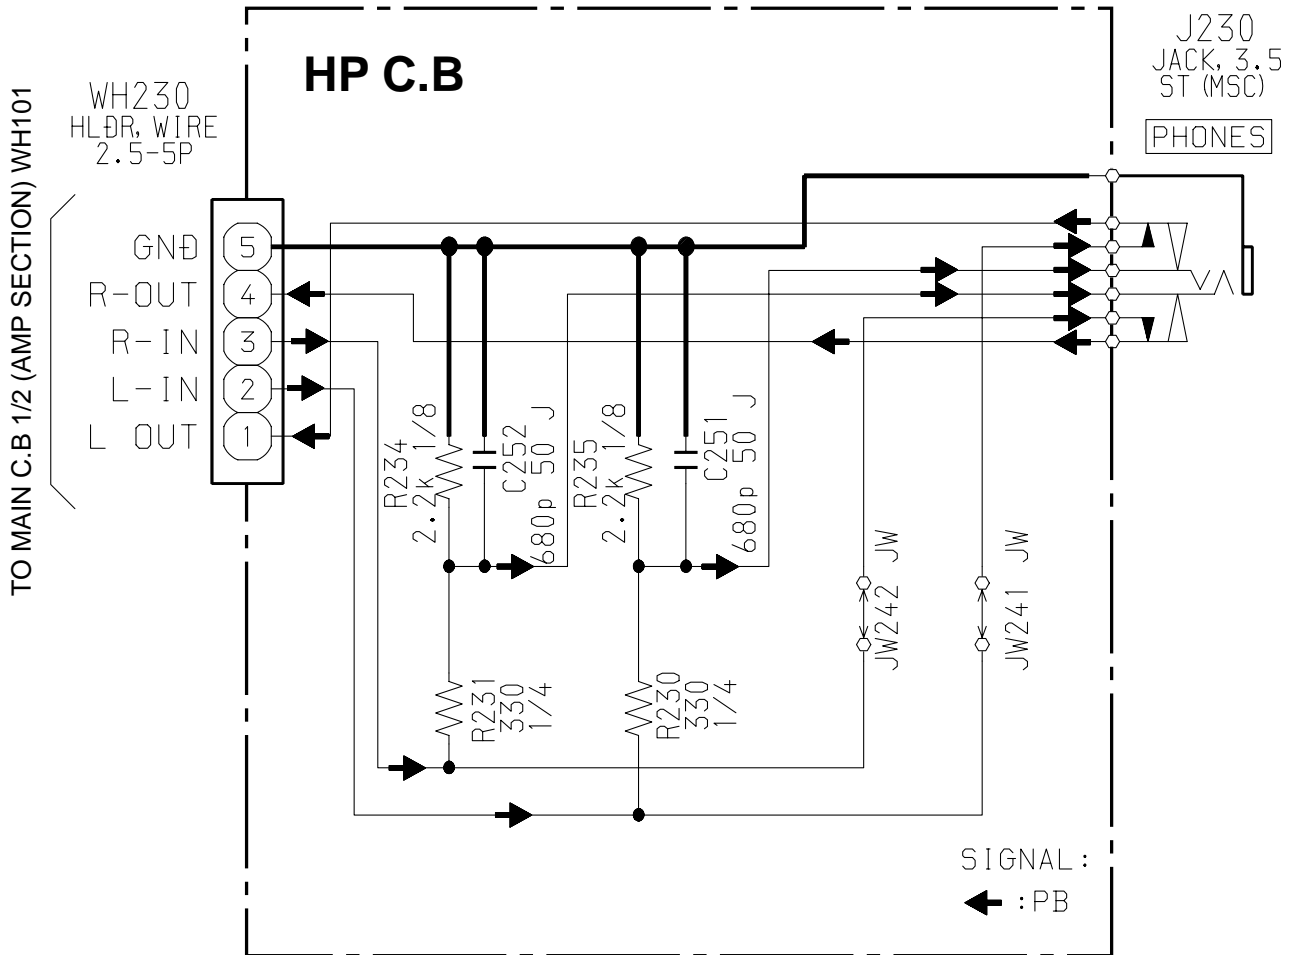 HP C.B
J230
JACK, 3.5
ST (MSC)
PHONES
TO MAIN C.B 1/2 (AMP SECTION) WH101
WH230
HLDR, WIRE
2.5-5P
GND 5
R-OUT 4
R-IN 3
L-IN 2
L OUT 1
R234
2.2k 1/8
C252
680p 50 J
R235
2.2k 1/8
C251
680p 50 J
JW242 JW
JW241 JW
R231
330
1/4
R230
330
1/4
SIGNAL:
:PB